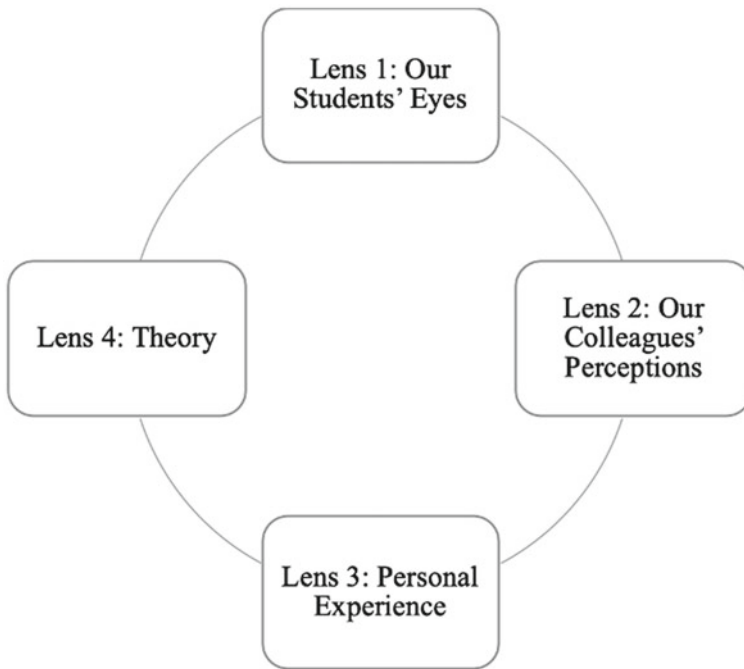 Lens 1: Our
Students’ Eyes
Lens 2: Our
Colleagues’
Perceptions
Lens 3: Personal
Experience
Lens 4: Theory